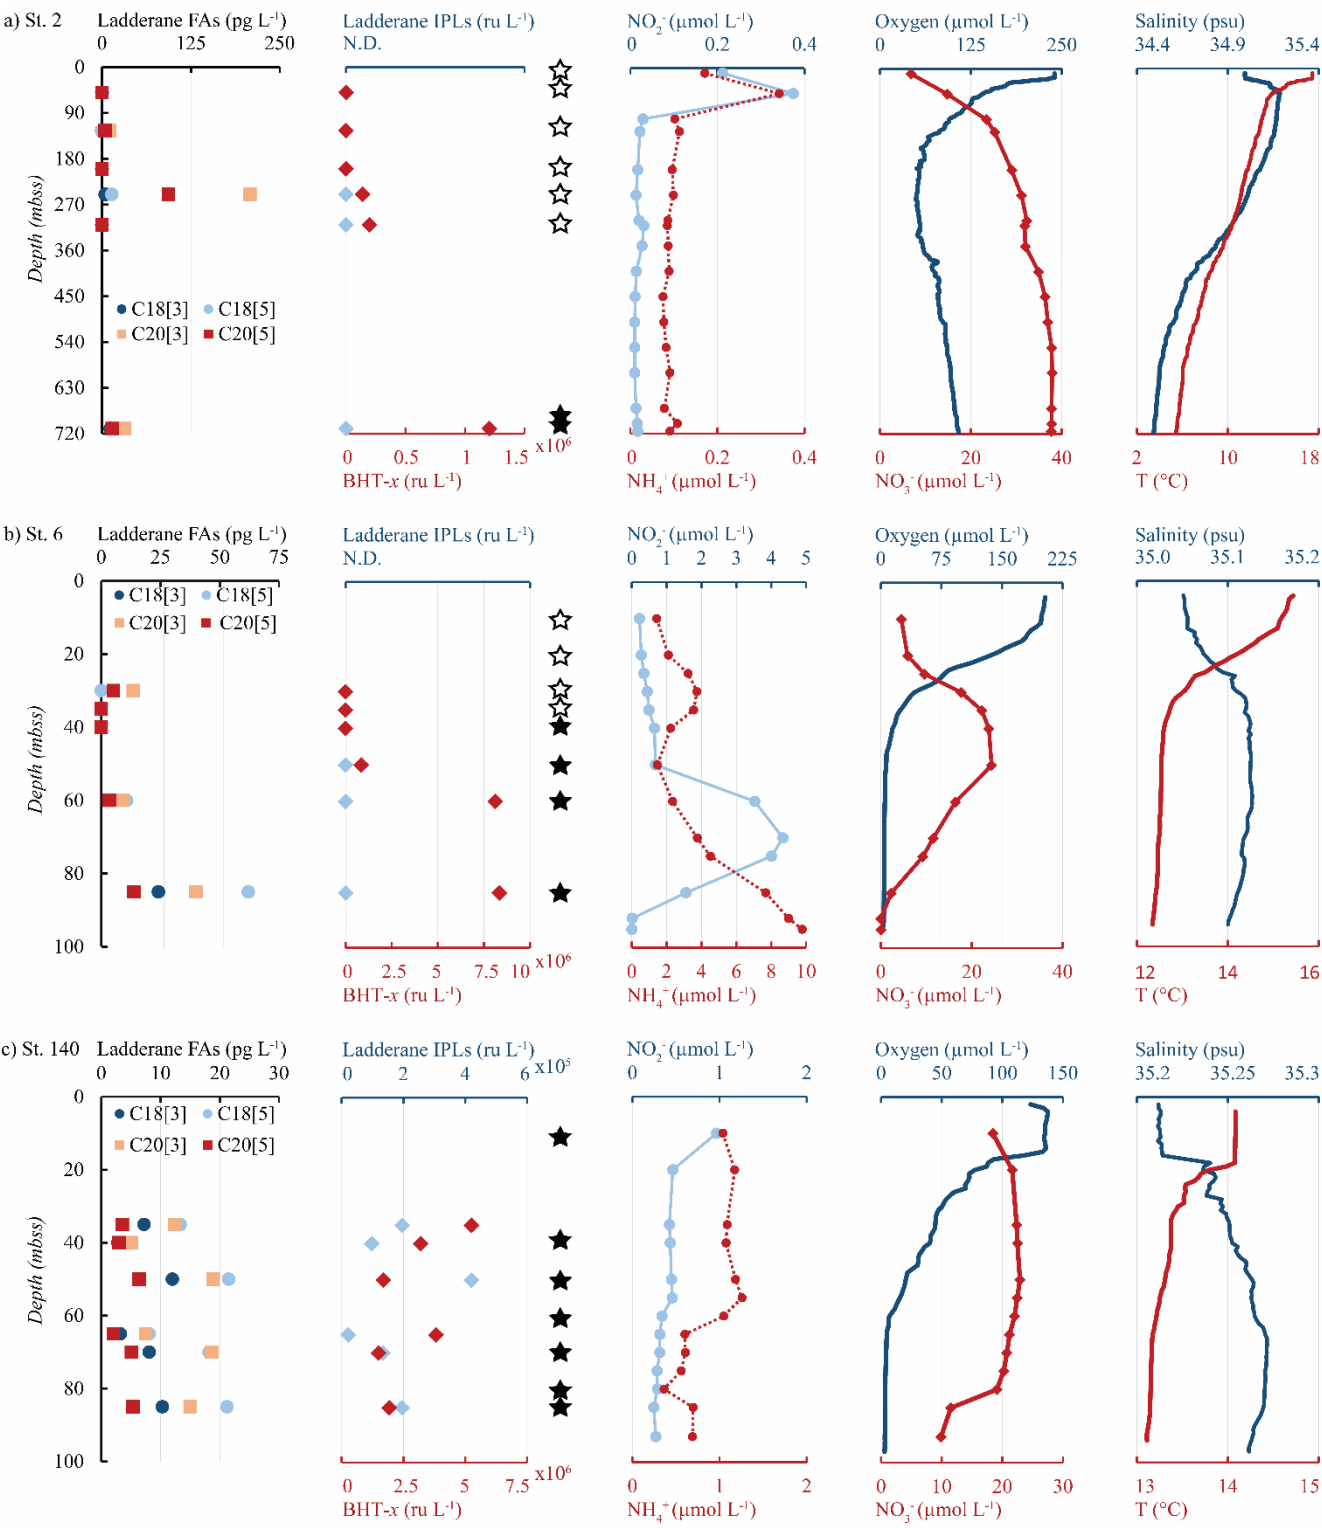 a) St. 2 Ladderane FAs (pg L⁻¹) Ladderane IPLs (ru L⁻¹) NO₂⁻ (µmol L⁻¹) Oxygen (µmol L⁻¹) Salinity (psu)
0 125 250 N.D. 0 0.2 0.4 0 125 250 34.4 34.9 35.4
0
90
180
270
360
450
540
630
720
Depth (mbss)
C18[3] C18[5]
C20[3] C20[5]
0 0.5 1 1.5 x10⁶ 0 0.2 0.4 0 20 40 2 10 18
BHT-x (ru L⁻¹) NH₄⁺ (µmol L⁻¹) NO₃⁻ (µmol L⁻¹) T (°C)
b) St. 6 Ladderane FAs (pg L⁻¹) Ladderane IPLs (ru L⁻¹) NO₂⁻ (µmol L⁻¹) Oxygen (µmol L⁻¹) Salinity (psu)
0 25 50 75 N.D. 0 1 2 3 4 5 0 75 150 225 35.0 35.1 35.2
0
20
40
60
80
100
Depth (mbss)
C18[3] C18[5]
C20[3] C20[5]
0 2.5 5 7.5 10 x10⁶ 0 2 4 6 8 10 0 20 40 12 14 16
BHT-x (ru L⁻¹) NH₄⁺ (µmol L⁻¹) NO₃⁻ (µmol L⁻¹) T (°C)
c) St. 140 Ladderane FAs (pg L⁻¹) Ladderane IPLs (ru L⁻¹) NO₂⁻ (µmol L⁻¹) Oxygen (µmol L⁻¹) Salinity (psu)
0 10 20 30 0 2 4 6 x10⁵ 0 1 2 0 50 100 150 35.2 35.25 35.3
0
20
40
60
80
100
Depth (mbss)
C18[3] C18[5]
C20[3] C20[5]
0 2.5 5 7.5 x10⁶ 0 1 2 0 10 20 30 13 14 15
BHT-x (ru L⁻¹) NH₄⁺ (µmol L⁻¹) NO₃⁻ (µmol L⁻¹) T (°C)